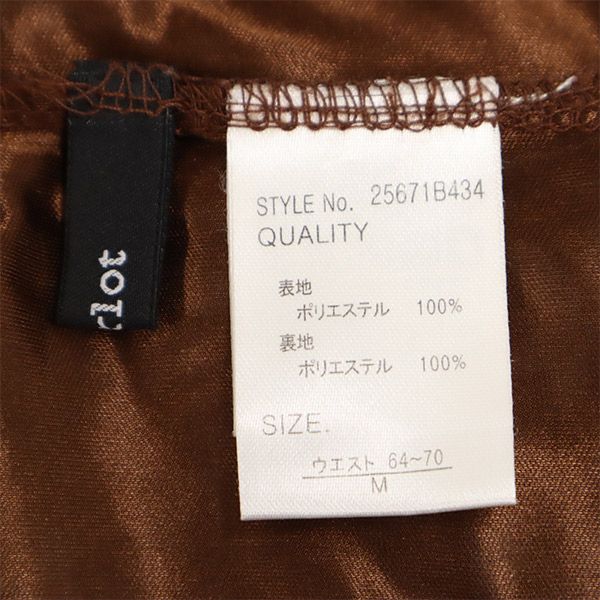 clot
STYLE No. 25671B434
QUALITY
表地
ポリエステル 100%
裏地
ポリエステル 100%
SIZE.
ウエスト 64~70
M